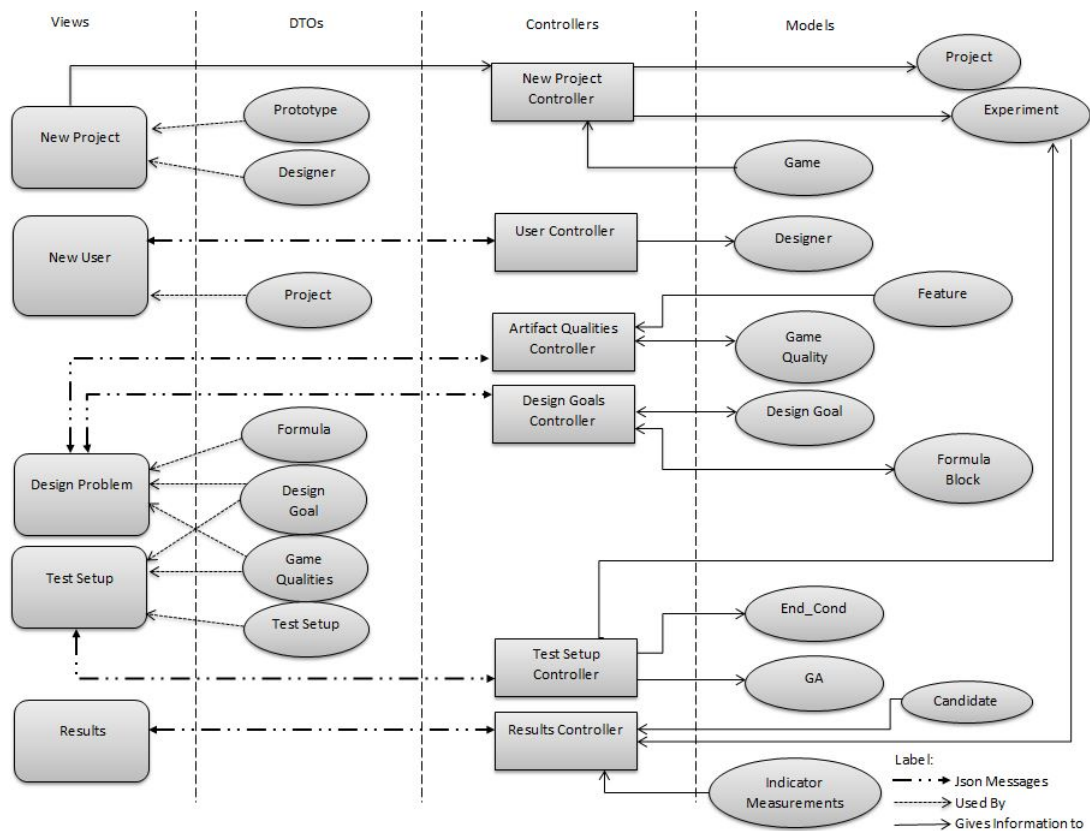 Views
DTOs
Controllers
Models
New Project
Prototype
Designer
New Project
Controller
Project
Experiment
Game
New User
Project
User Controller
Designer
Artifact Qualities
Controller
Feature
Game
Quality
Design Goals
Controller
Design Goal
Formula
Block
Design Problem
Formula
Design
Goal
Game
Qualities
Test Setup
Test Setup
Test Setup
Controller
End_Cond
GA
Results
Results Controller
Candidate
Indicator
Measurements
Label:
Json Messages
Used By
Gives Information to